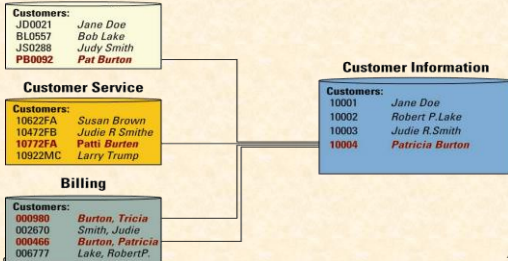 Customers:
JD0021 Jane Doe
BL0557 Bob Lake
JS0288 Judy Smith
PB0092 Pat Burton
Customer Service
Customers:
10622FA Susan Brown
10472FB Judie R Smithe
10772FA Patti Burten
10922MC Larry Trump
Billing
Customers:
000980 Burton, Tricia
002670 Smith, Judie
000466 Burton, Patricia
006777 Lake, RobertP.
Customer Information
Customers:
10001 Jane Doe
10002 Robert P.Lake
10003 Judie R.Smith
10004 Patricia Burton